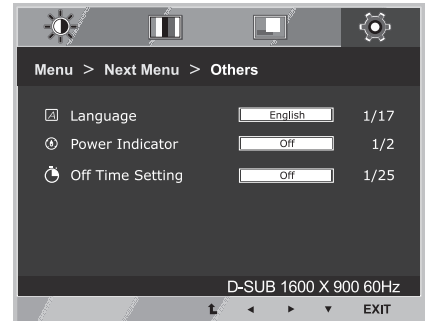 Menu > Next Menu > Others
Language English 1/17
Power Indicator Off 1/2
Off Time Setting Off 1/25
D-SUB 1600 X 900 60Hz
EXIT